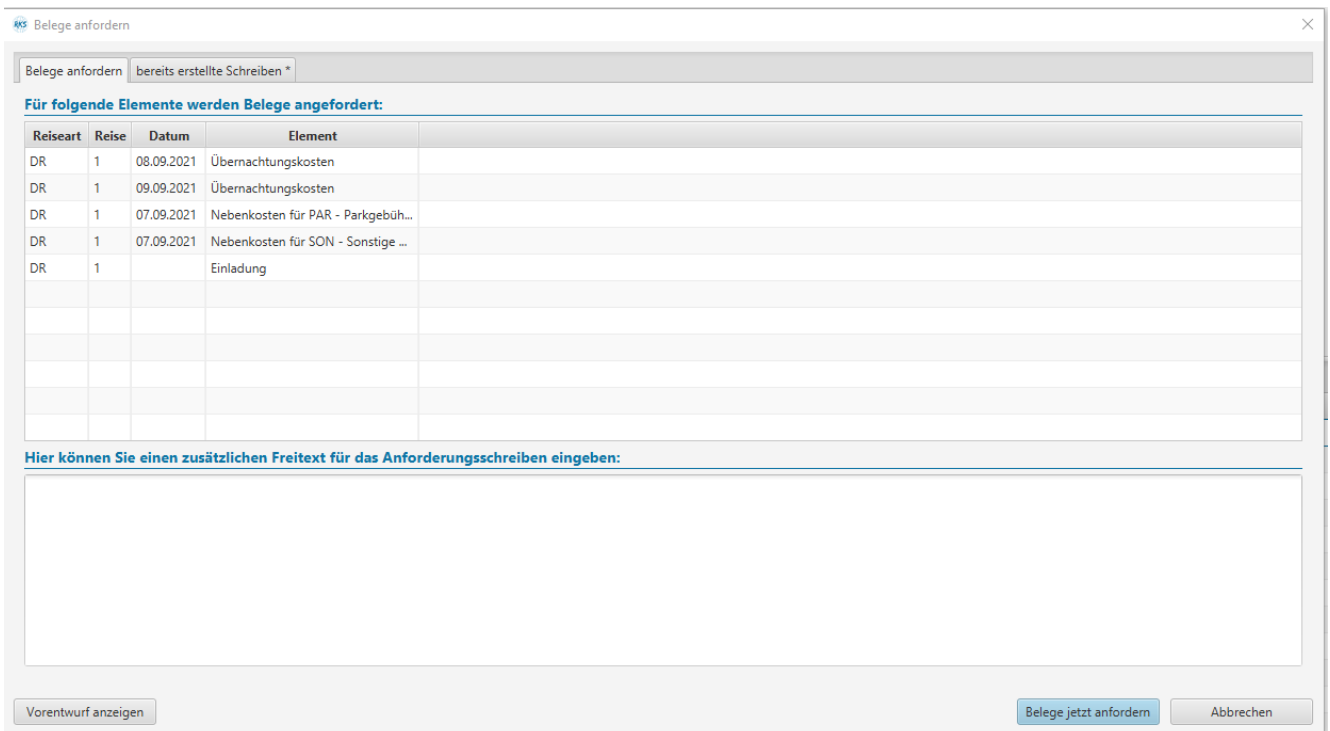 RKS Belege anfordern
Belege anfordern bereits erstellte Schreiben *
Für folgende Elemente werden Belege angefordert:
Reiseart Reise Datum Element
DR 1 08.09.2021 Übernachtungskosten
DR 1 09.09.2021 Übernachtungskosten
DR 1 07.09.2021 Nebenkosten für PAR - Parkgebüh...
DR 1 07.09.2021 Nebenkosten für SON - Sonstige ...
DR 1 Einladung
Hier können Sie einen zusätzlichen Freitext für das Anforderungsschreiben eingeben:
Vorentwurf anzeigen Belege jetzt anfordern Abbrechen